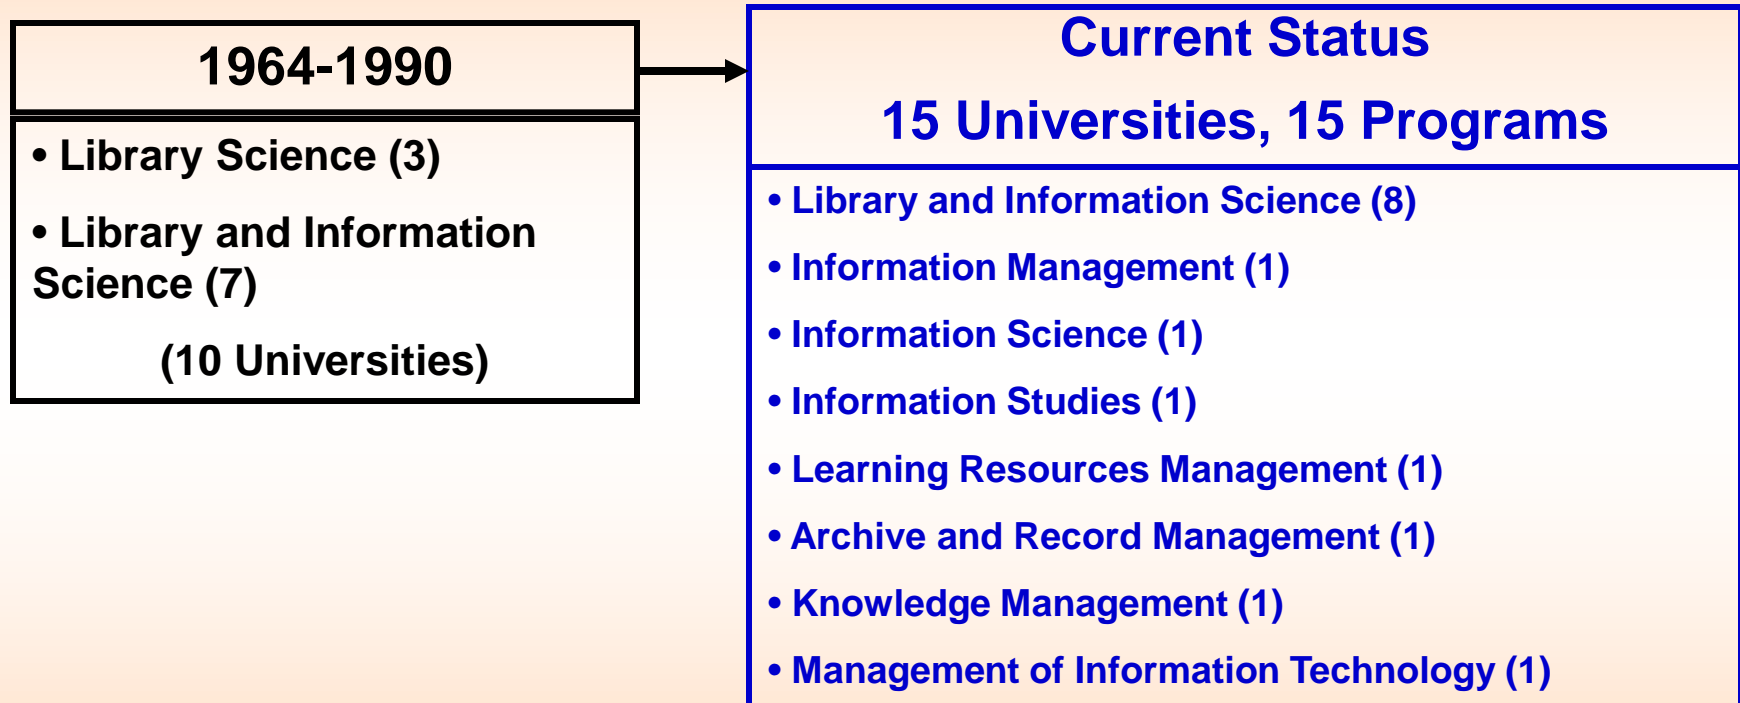 1964-1990
• Library Science (3)
• Library and Information
Science (7)
(10 Universities)
Current Status
15 Universities, 15 Programs
• Library and Information Science (8)
• Information Management (1)
• Information Science (1)
• Information Studies (1)
• Learning Resources Management (1)
• Archive and Record Management (1)
• Knowledge Management (1)
• Management of Information Technology (1)